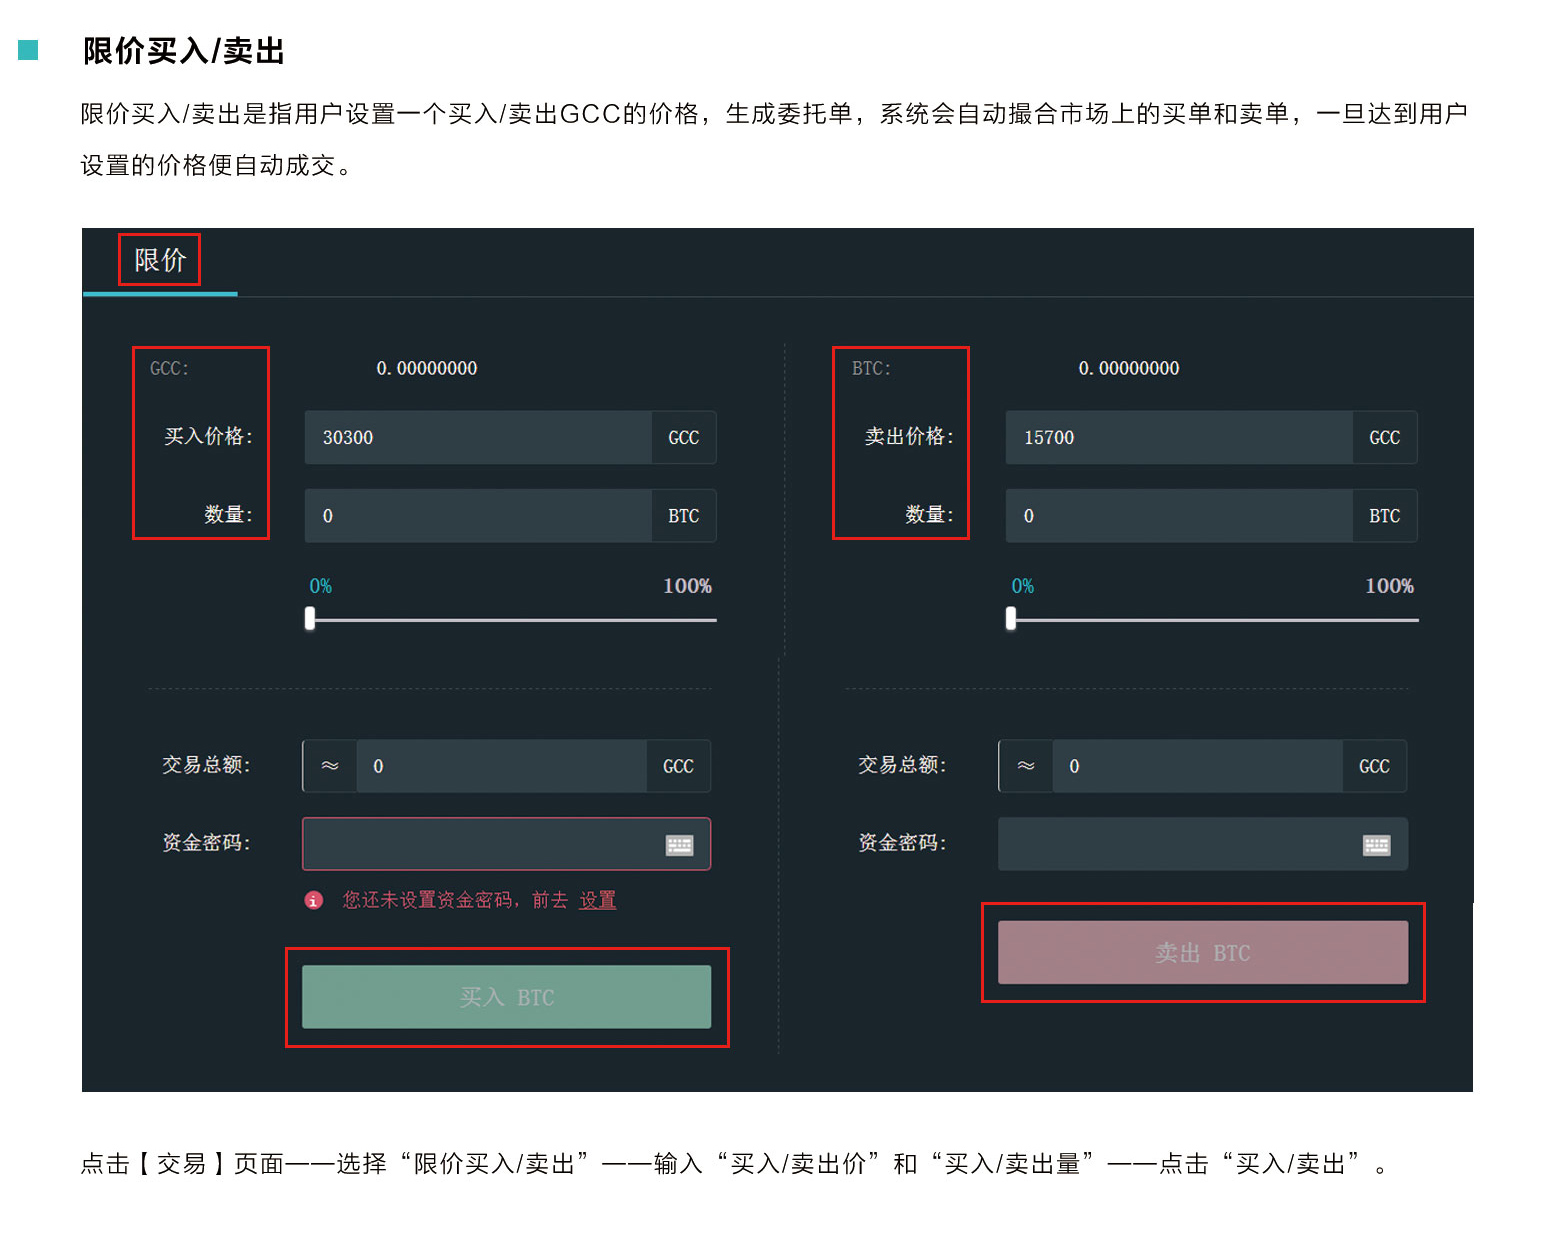 限价买入/卖出
限价买入/卖出是指用户设置一个买入/卖出GCC的价格，生成委托单，系统会自动撮合市场上的买单和卖单，一旦达到用户
设置的价格便自动成交。
限价
GCC: 0.00000000
买入价格: 30300 GCC
数量: 0 BTC
0% 100%
交易总额: ≈ 0 GCC
资金密码:
您还未设置资金密码，前去 设置
买入 BTC
BTC: 0.00000000
卖出价格: 15700 GCC
数量: 0 BTC
0% 100%
交易总额: ≈ 0 GCC
资金密码:
卖出 BTC
点击【交易】页面——选择“限价买入/卖出”——输入“买入/卖出价”和“买入/卖出量”——点击“买入/卖出”。